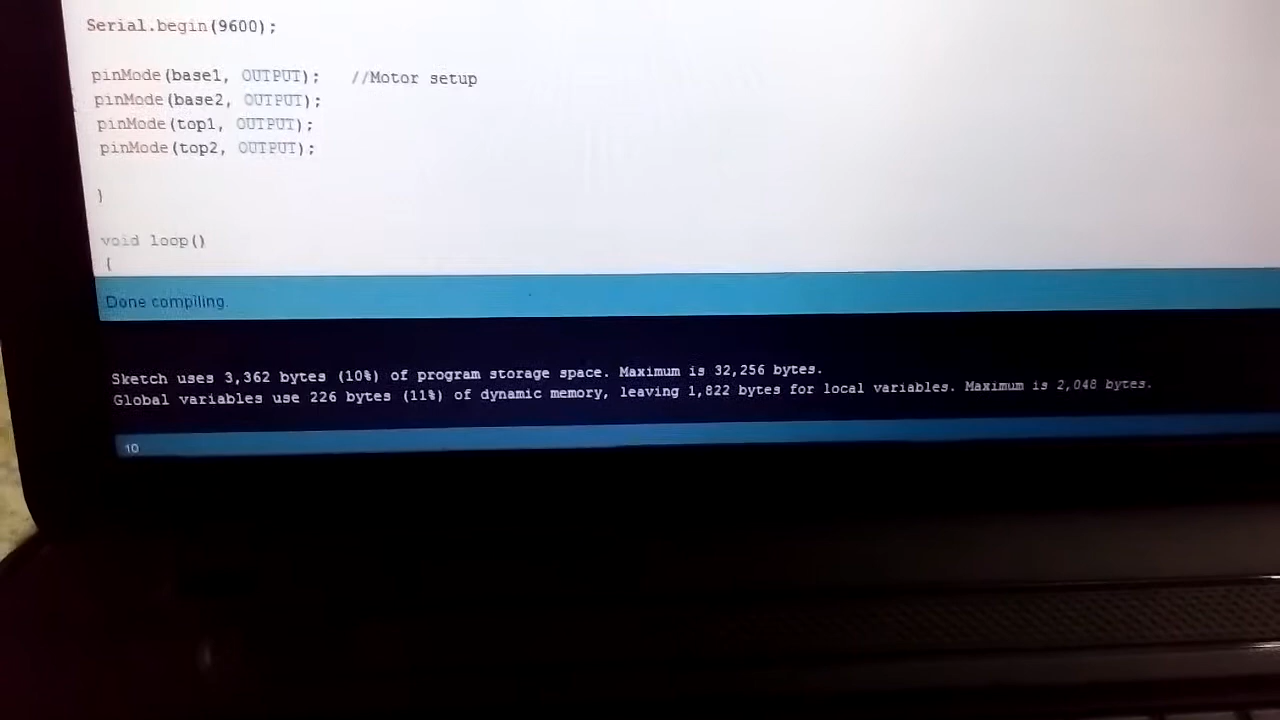 Serial.begin(9600);
pinMode(base1, OUTPUT);   //Motor setup
pinMode(base2, OUTPUT);
pinMode(top1, OUTPUT);
pinMode(top2, OUTPUT);
}
void loop()
{
Done compiling.
Sketch uses 3,362 bytes (10%) of program storage space. Maximum is 32,256 bytes.
Global variables use 226 bytes (11%) of dynamic memory, leaving 1,822 bytes for local variables. Maximum is 2,048 bytes.
10